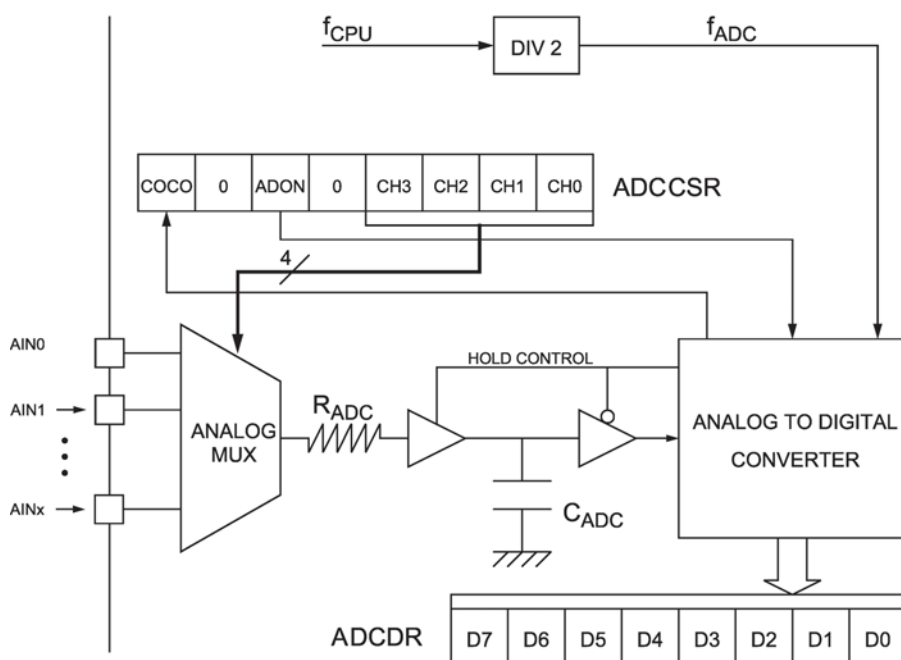 fCPU
DIV 2
fADC
COCO 0 ADON 0 CH3 CH2 CH1 CH0
ADCCSR
4
AIN0
HOLD CONTROL
AIN1
RADC
ANALOG
MUX
ANALOG TO DIGITAL
CONVERTER
AINx
CADC
ADCDR
D7 D6 D5 D4 D3 D2 D1 D0